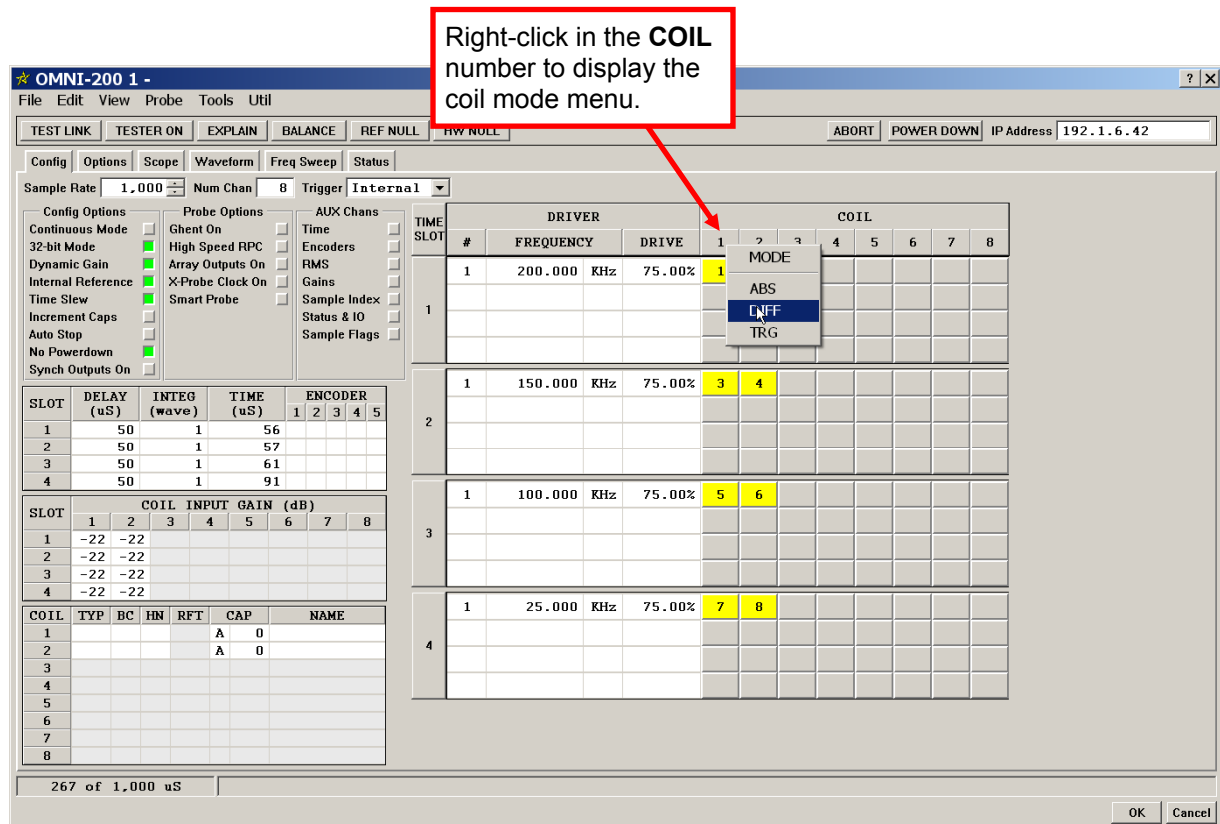 Right-click in the COIL
number to display the
coil mode menu.
OMNI-200 1 -
? X
File Edit View Probe Tools Util
TEST LINK TESTER ON EXPLAIN BALANCE REF NULL HW NULL ABORT POWER DOWN IP Address 192.1.6.42
Config Options Scope Waveform Freq Sweep Status
Sample Rate 1,000 Num Chan 8 Trigger Internal
Config Options
Continuous Mode
32-bit Mode
Dynamic Gain
Internal Reference
Time Slew
Increment Caps
Auto Stop
No Powerdown
Synch Outputs On
Probe Options
Ghent On
High Speed RPC
Array Outputs On
X-Probe Clock On
Smart Probe
AUX Chans
Time
Encoders
RMS
Gains
Sample Index
Status & IO
Sample Flags
SLOT DELAY (uS) INTEG (wave) TIME (uS) ENCODER 1 2 3 4 5
1 50 1 56
2 50 1 57
3 50 1 61
4 50 1 91
SLOT COIL INPUT GAIN (dB)
1 2 3 4 5 6 7 8
1 -22 -22
2 -22 -22
3 -22 -22
4 -22 -22
COIL TYP BC HN RFT CAP NAME
1 A 0
2 A 0
3
4
5
6
7
8
TIME SLOT DRIVER COIL
# FREQUENCY DRIVE 1 2 3 4 5 6 7 8
1 1 200.000 KHz 75.00% 1
MODE
ABS
DIFF
TRG
2 1 150.000 KHz 75.00% 3 4
3 1 100.000 KHz 75.00% 5 6
4 1 25.000 KHz 75.00% 7 8
267 of 1,000 uS
OK Cancel